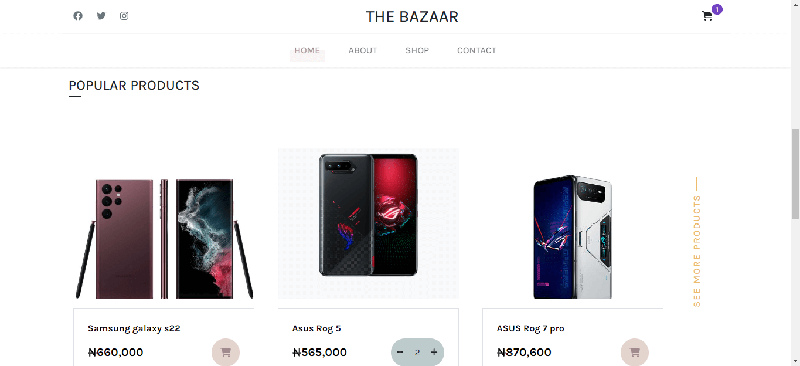 THE BAZAAR
1
HOME ABOUT SHOP CONTACT
POPULAR PRODUCTS
Samsung galaxy s22
₦660,000
Asus Rog 5
₦565,000
2
ASUS Rog 7 pro
₦870,600
SEE MORE PRODUCTS